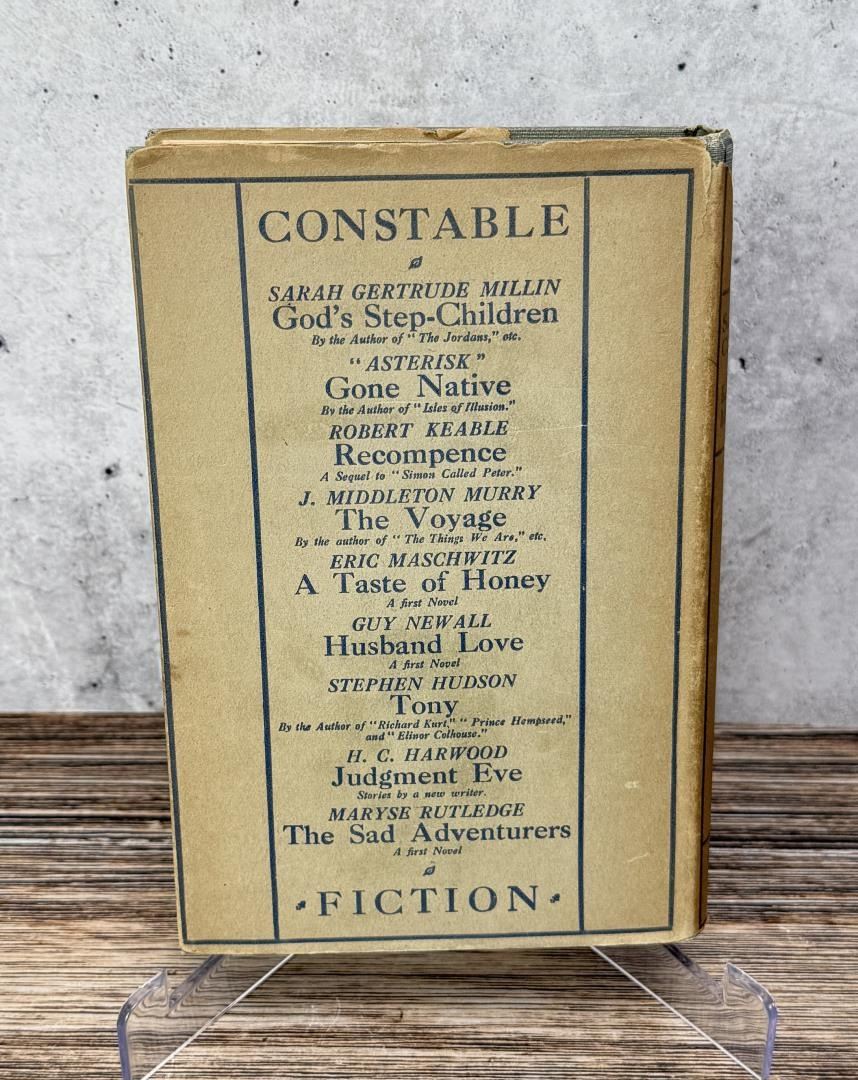 CONSTABLE
SARAH GERTRUDE MILLIN
God's Step-Children
By the Author of "The Jordans," etc.
"ASTERISK"
Gone Native
By the Author of "Isles of Illusion."
ROBERT KEABLE
Recompence
A Sequel to "Simon Called Peter."
J. MIDDLETON MURRY
The Voyage
By the author of "The Things We Are," etc.
ERIC MASCHWITZ
A Taste of Honey
A first Novel
GUY NEWALL
Husband Love
A first Novel
STEPHEN HUDSON
Tony
By the Author of "Richard Kurt," "Prince Hempseed,"
and "Elinor Colhouse."
H. C. HARWOOD
Judgment Eve
Stories by a new writer.
MARYSE RUTLEDGE
The Sad Adventurers
A first Novel
FICTION